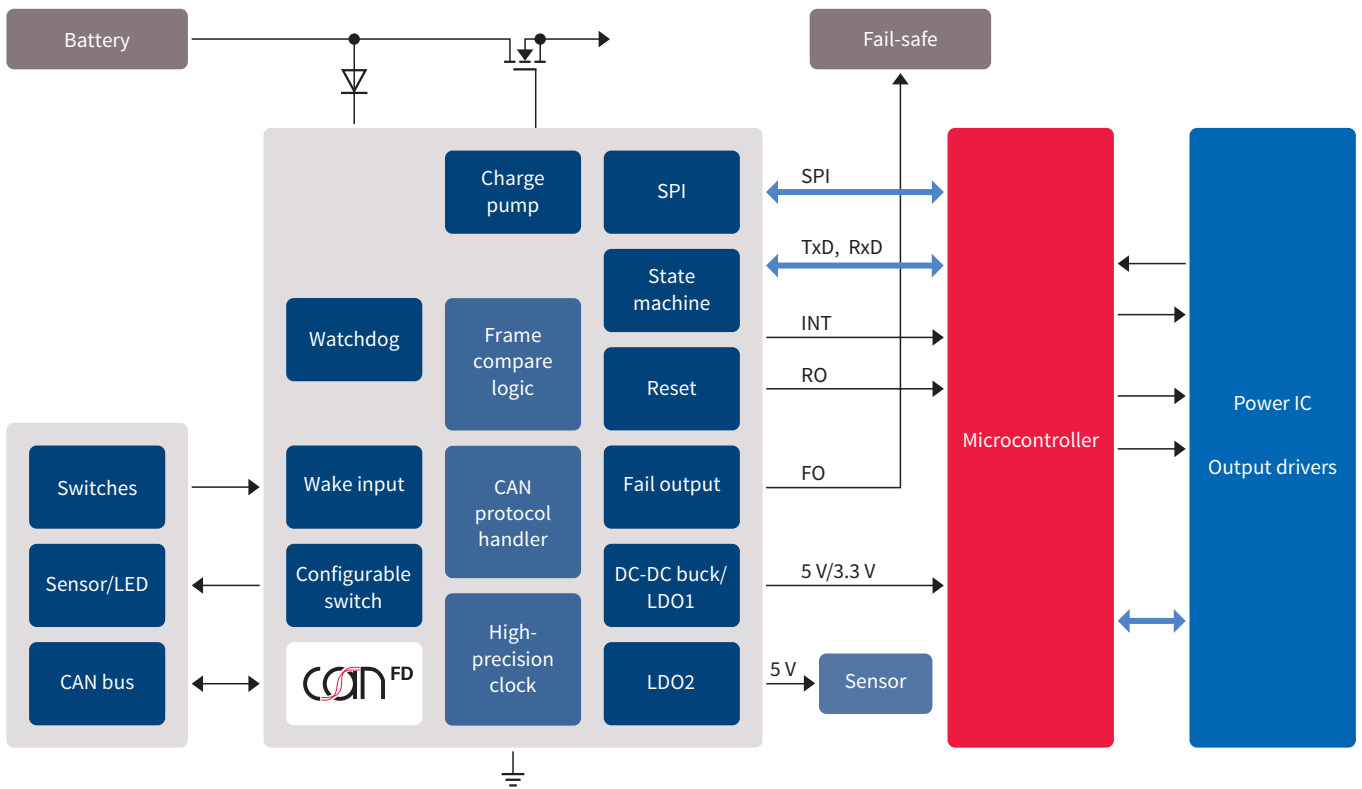 Battery
Fail-safe
Charge
pump
SPI
SPI
State
machine
TxD, RxD
Watchdog
Frame
compare
logic
Reset
INT
RO
Microcontroller
Power IC
Output drivers
Switches
Wake input
CAN
protocol
handler
Fail output
FO
Sensor/LED
Configurable
switch
DC-DC buck/
LDO1
5 V/3.3 V
CAN bus
CAN FD
High-
precision
clock
LDO2
5 V
Sensor